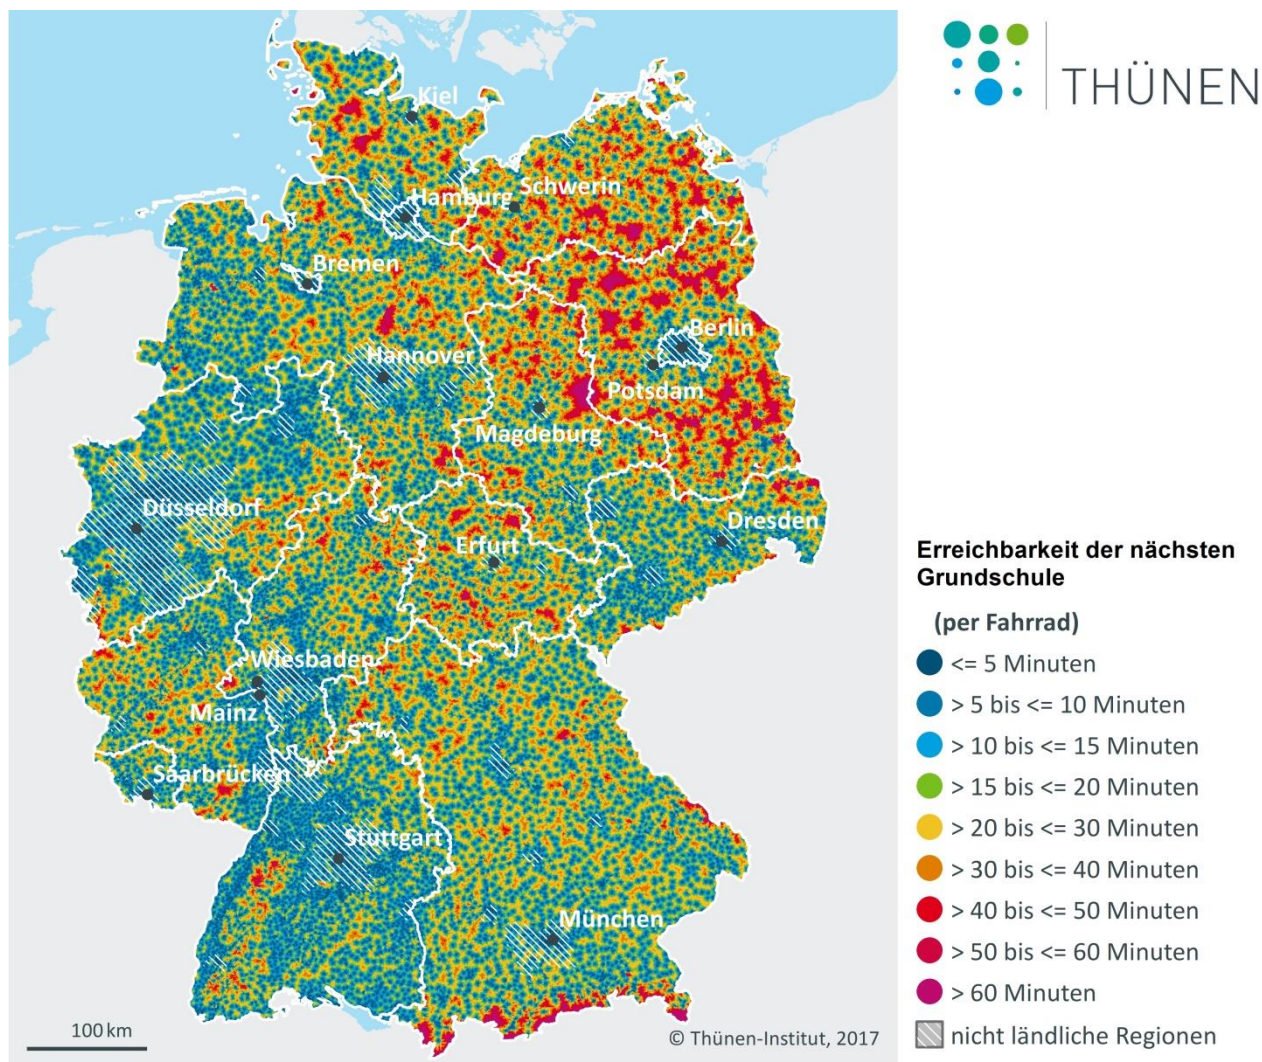 THÜNEN
Kiel
Schwerin
Hamburg
Bremen
Berlin
Hannover
Potsdam
Magdeburg
Düsseldorf
Dresden
Erfurt
Wiesbaden
Mainz
Saarbrücken
Stuttgart
München
100 km
© Thünen-Institut, 2017
Erreichbarkeit der nächsten
Grundschule
(per Fahrrad)
<= 5 Minuten
> 5 bis <= 10 Minuten
> 10 bis <= 15 Minuten
> 15 bis <= 20 Minuten
> 20 bis <= 30 Minuten
> 30 bis <= 40 Minuten
> 40 bis <= 50 Minuten
> 50 bis <= 60 Minuten
> 60 Minuten
nicht ländliche Regionen